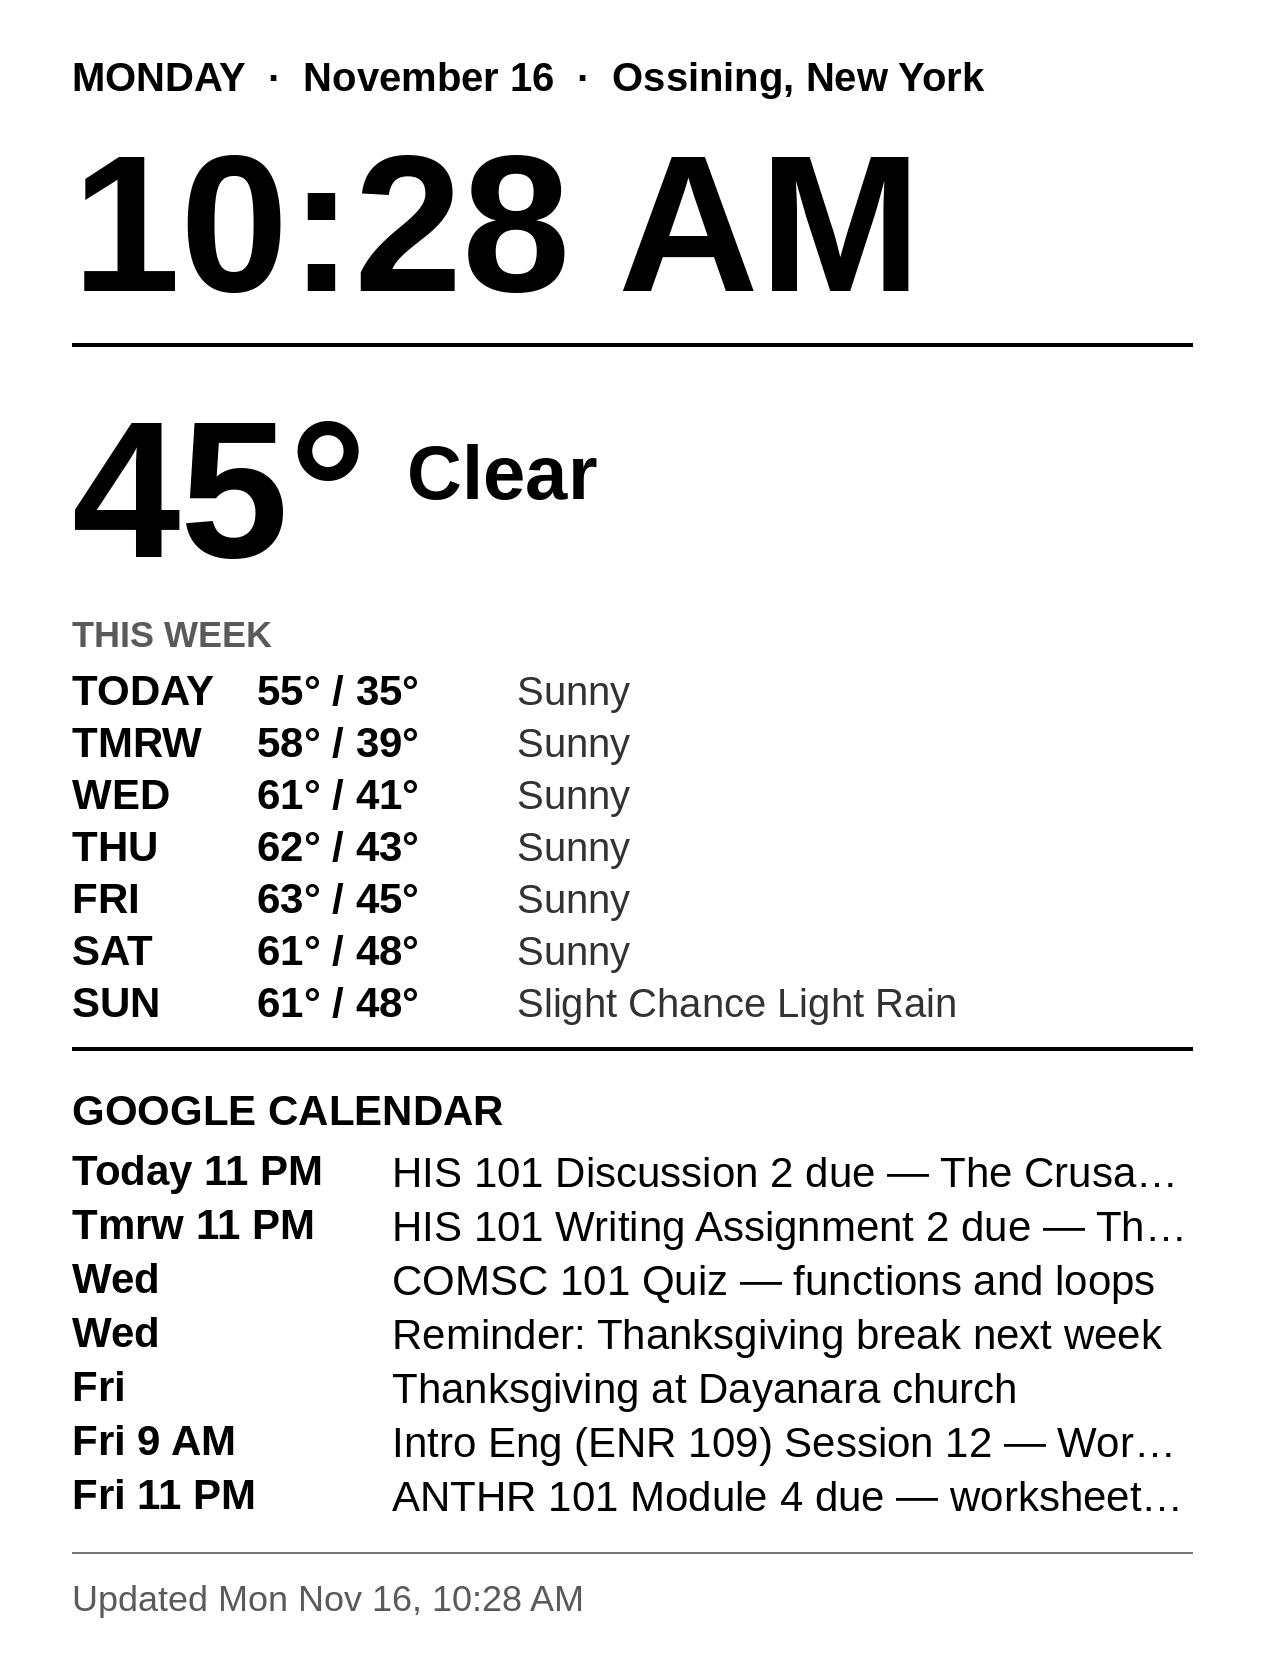 MONDAY · November 16 · Ossining, New York
10:28 AM
45° Clear
THIS WEEK
TODAY 55° / 35° Sunny
TMRW 58° / 39° Sunny
WED 61° / 41° Sunny
THU 62° / 43° Sunny
FRI 63° / 45° Sunny
SAT 61° / 48° Sunny
SUN 61° / 48° Slight Chance Light Rain
GOOGLE CALENDAR
Today 11 PM HIS 101 Discussion 2 due — The Crusa…
Tmrw 11 PM HIS 101 Writing Assignment 2 due — Th…
Wed COMSC 101 Quiz — functions and loops
Wed Reminder: Thanksgiving break next week
Fri Thanksgiving at Dayanara church
Fri 9 AM Intro Eng (ENR 109) Session 12 — Wor…
Fri 11 PM ANTHR 101 Module 4 due — worksheet…
Updated Mon Nov 16, 10:28 AM